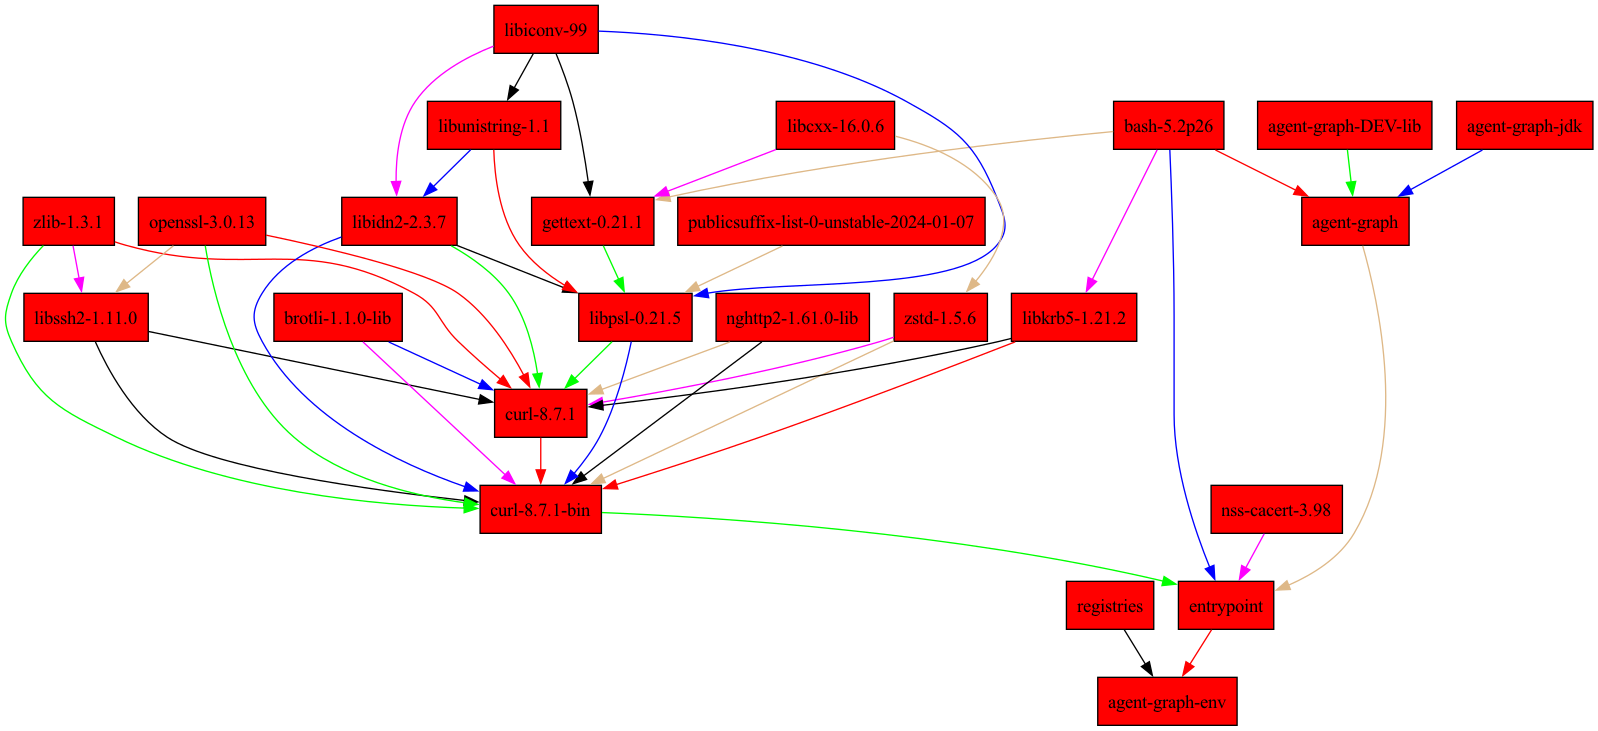 libiconv-99
libunistring-1.1
libcxx-16.0.6
bash-5.2p26
agent-graph-DEV-lib
agent-graph-jdk
zlib-1.3.1
openssl-3.0.13
libidn2-2.3.7
gettext-0.21.1
publicsuffix-list-0-unstable-2024-01-07
agent-graph
libssh2-1.11.0
brotli-1.1.0-lib
libpsl-0.21.5
nghttp2-1.61.0-lib
zstd-1.5.6
libkrb5-1.21.2
curl-8.7.1
curl-8.7.1-bin
nss-cacert-3.98
registries
entrypoint
agent-graph-env